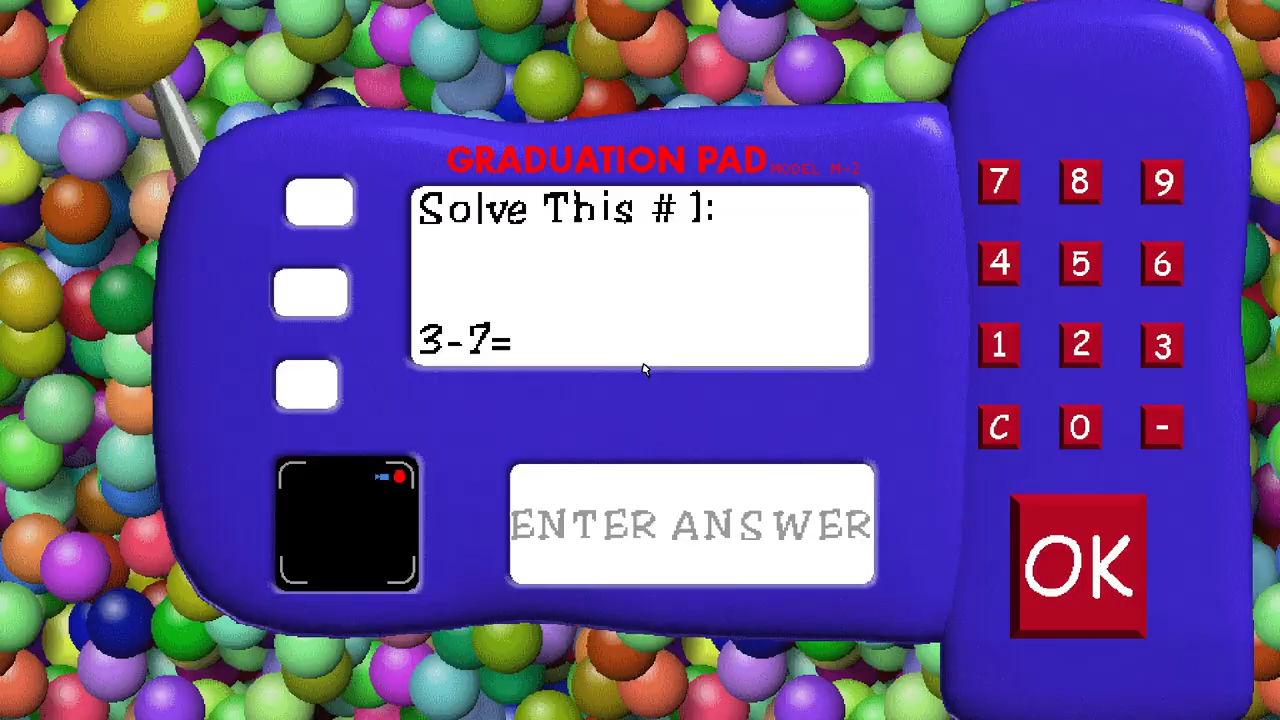 GRADUATION PAD MODEL M-2
Solve This # 1:
3-7=
ENTER ANSWER
7 8 9
4 5 6
1 2 3
C 0 -
OK